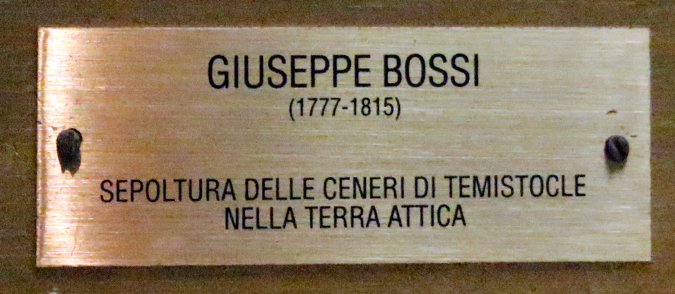 GIUSEPPE BOSSI
(1777-1815)
SEPOLTURA DELLE CENERI DI TEMISTOCLE
NELLA TERRA ATTICA